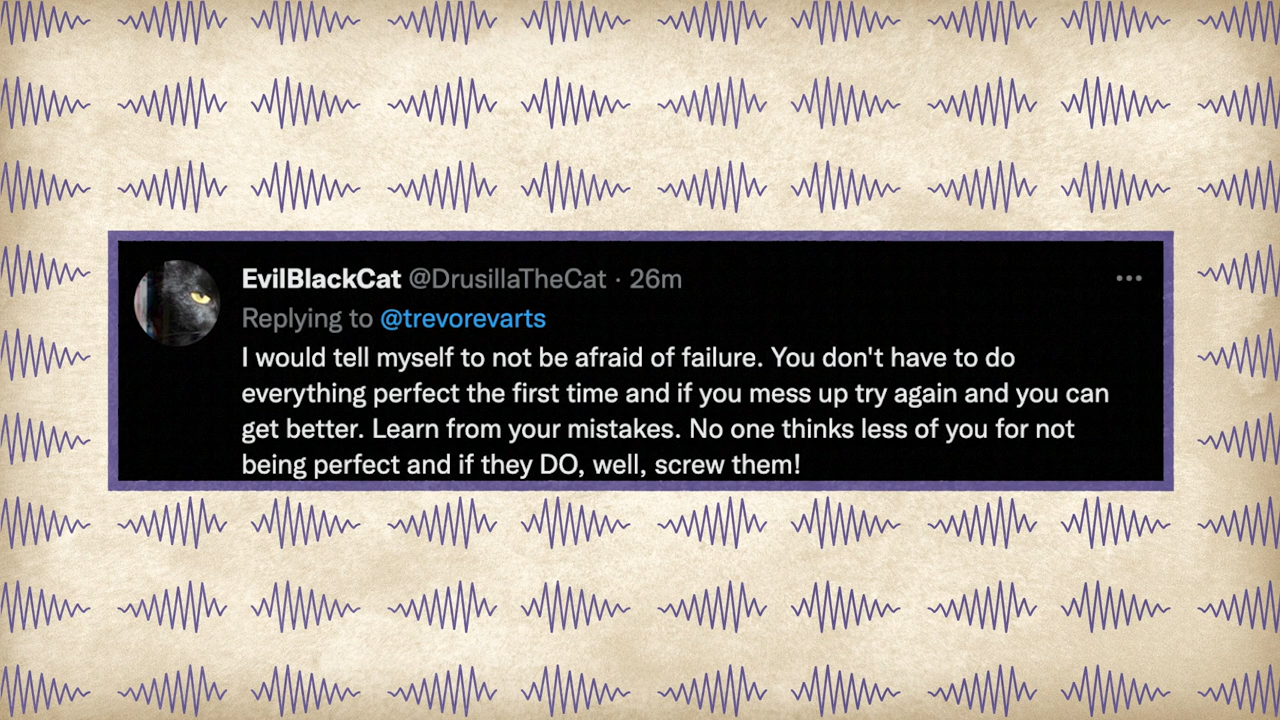 EvilBlackCat @DrusillaTheCat · 26m
Replying to @trevorevarts
I would tell myself to not be afraid of failure. You don't have to do
everything perfect the first time and if you mess up try again and you can
get better. Learn from your mistakes. No one thinks less of you for not
being perfect and if they DO, well, screw them!